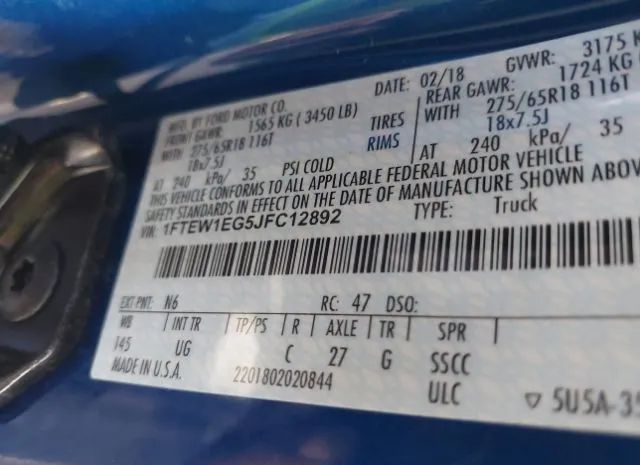 MFG. BY FORD MOTOR CO.
DATE: 02/18 GVWR: 3175 K
FRONT GAWR: 1565 KG ( 3450 LB)
REAR GAWR: 1724 KG
WITH 275/65R18 116T TIRES WITH 275/65R18 116T
18x7.5J RIMS 18x7.5J
AT 240 kPa/ 35 PSI COLD AT 240 kPa/ 35
THIS VEHICLE CONFORMS TO ALL APPLICABLE FEDERAL MOTOR VEHICLE
SAFETY STANDARDS IN EFFECT ON THE DATE OF MANUFACTURE SHOWN ABOV
VIN: 1FTEW1EG5JFC12892 TYPE: Truck
EXT PNT: N6 RC: 47 DSO:
WB INT TR TP/PS R AXLE TR SPR
145 UG C 27 G SSCC
MADE IN U.S.A. 2201802020844 ULC
5U5A-35